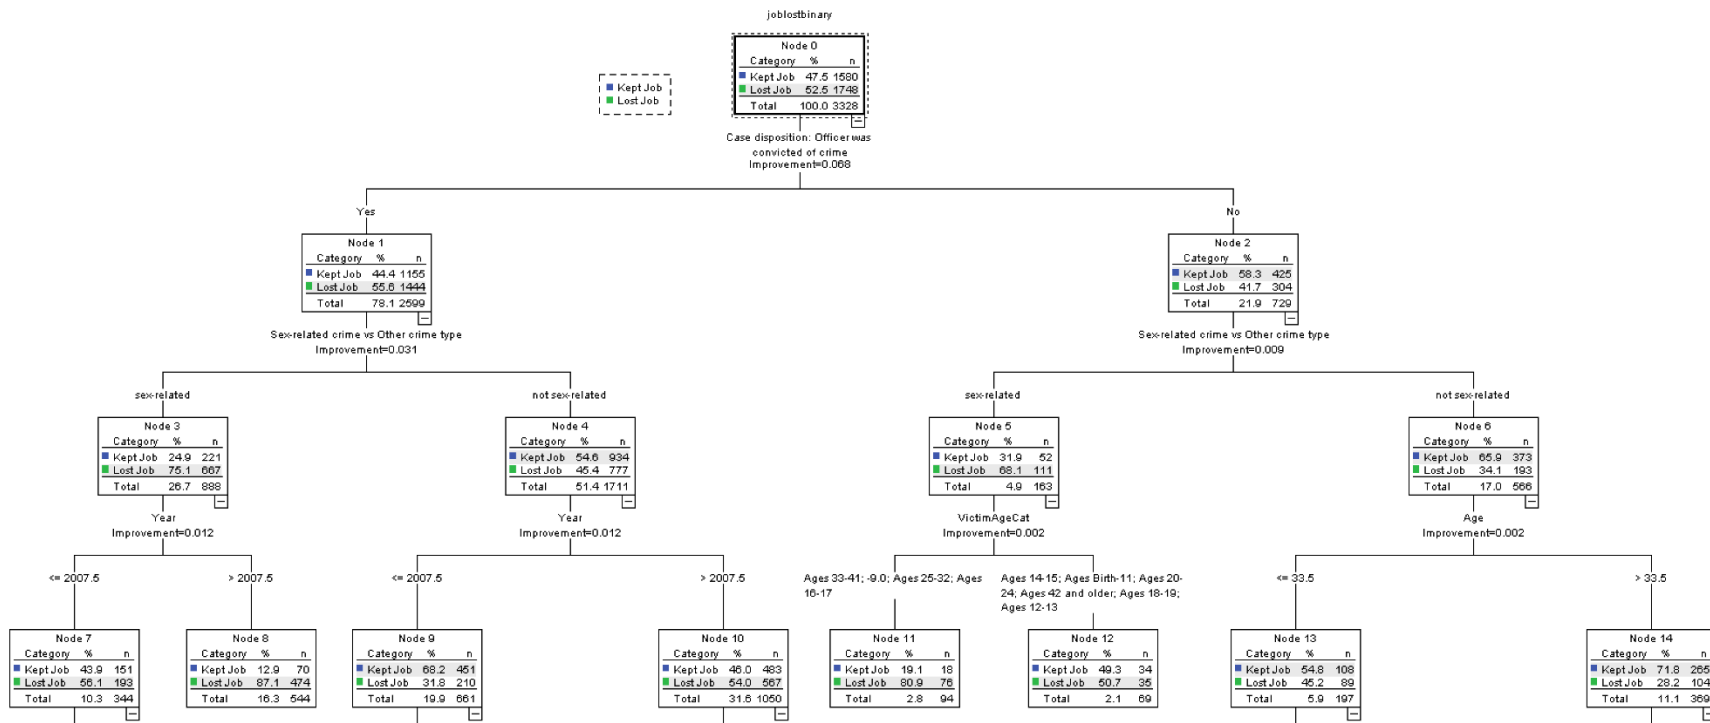 joblostbinary
Kept Job
Lost Job
Node 0
Category % n
Kept Job 47.5 1580
Lost Job 52.5 1748
Total 100.0 3328
Case disposition: Officer was
convicted of crime
Improvement=0.068
Yes
No
Node 1
Category % n
Kept Job 44.4 1155
Lost Job 55.6 1444
Total 78.1 2599
Sex-related crime vs Other crime type
Improvement=0.031
Node 2
Category % n
Kept Job 58.3 425
Lost Job 41.7 304
Total 21.9 729
Sex-related crime vs Other crime type
Improvement=0.009
sex-related
not sex-related
sex-related
not sex-related
Node 3
Category % n
Kept Job 24.9 221
Lost Job 75.1 667
Total 26.7 888
Year
Improvement=0.012
Node 4
Category % n
Kept Job 54.6 934
Lost Job 45.4 777
Total 51.4 1711
Year
Improvement=0.012
Node 5
Category % n
Kept Job 31.9 52
Lost Job 68.1 111
Total 4.9 163
VictimAgeCat
Improvement=0.002
Node 6
Category % n
Kept Job 65.9 373
Lost Job 34.1 193
Total 17.0 566
Age
Improvement=0.002
<= 2007.5
> 2007.5
<= 2007.5
> 2007.5
Ages 33-41; -9.0; Ages 25-32; Ages
16-17
Ages 14-15; Ages Birth-11; Ages 20-
24; Ages 42 and older; Ages 18-19;
Ages 12-13
<= 33.5
> 33.5
Node 7
Category % n
Kept Job 43.9 151
Lost Job 56.1 193
Total 10.3 344
Node 8
Category % n
Kept Job 12.9 70
Lost Job 87.1 474
Total 16.3 544
Node 9
Category % n
Kept Job 68.2 451
Lost Job 31.8 210
Total 19.9 661
Node 10
Category % n
Kept Job 46.0 483
Lost Job 54.0 567
Total 31.6 1050
Node 11
Category % n
Kept Job 19.1 18
Lost Job 80.9 76
Total 2.8 94
Node 12
Category % n
Kept Job 49.3 34
Lost Job 50.7 35
Total 2.1 69
Node 13
Category % n
Kept Job 54.8 108
Lost Job 45.2 89
Total 5.9 197
Node 14
Category % n
Kept Job 71.8 265
Lost Job 28.2 104
Total 11.1 369